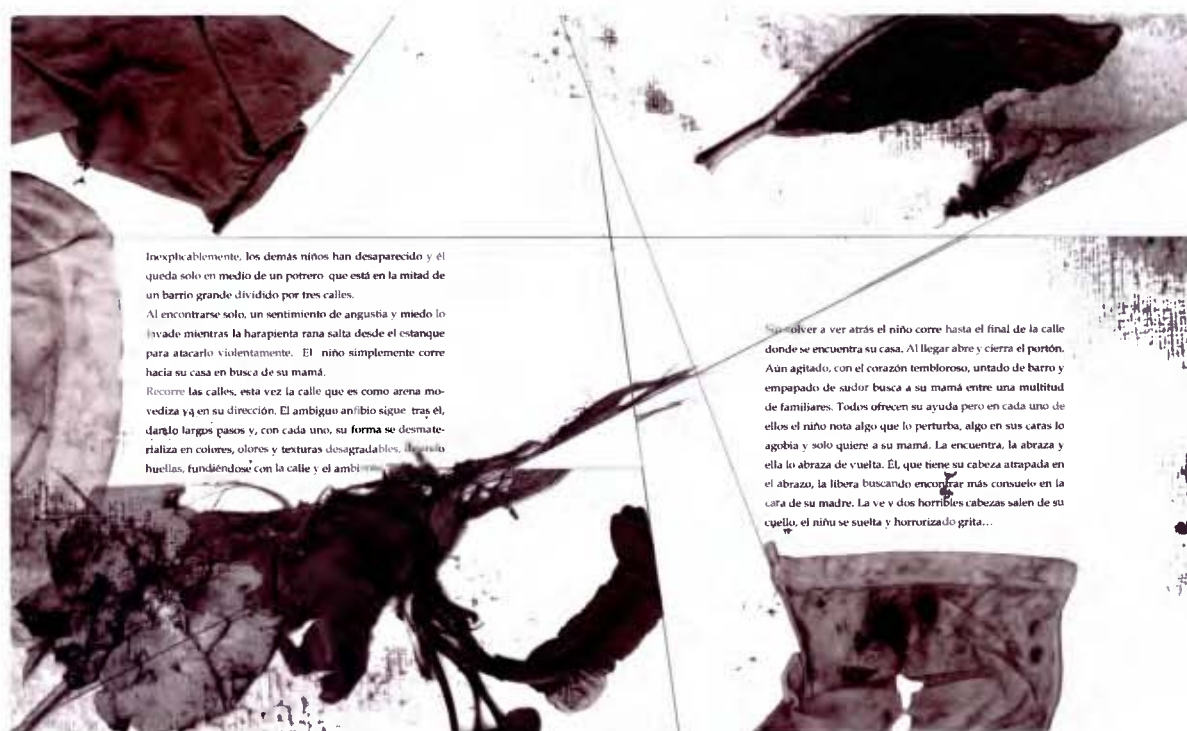 Inexplicablemente, los demás niños han desaparecido y él
queda solo en medio de un potrero que está en la mitad de
un barrio grande dividido por tres calles.
Al encontrarse solo, un sentimiento de angustia y miedo lo
invade mientras la harapienta rana salta desde el estanque
para atacarlo violentamente. El niño simplemente corre
hacia su casa en busca de su mamá.
Recorre las calles, esta vez la calle que es como arena mo-
vediza va en su dirección. El ambiguo anfibio sigue tras él,
dando largos pasos y, con cada uno, su forma se desmate-
rializa en colores, olores y texturas desagradables, dejando
huellas, fundiéndose con la calle y el
Sin volver a ver atrás el niño corre hasta el final de la calle
donde se encuentra su casa. Al llegar abre y cierra el portón.
Aún agitado, con el corazón tembloroso, untado de barro y
empapado de sudor busca a su mamá entre una multitud
de familiares. Todos ofrecen su ayuda pero en cada uno de
ellos el niño nota algo que lo perturba, algo en sus caras lo
agobia y solo quiere a su mamá. La encuentra, la abraza y
ella lo abraza de vuelta. Él, que tiene su cabeza atrapada en
el abrazo, la libera buscando encontrar más consuelo en la
cara de su madre. La ve y dos horribles cabezas salen de su
cuello, el niño se suelta y horrorizado grita...